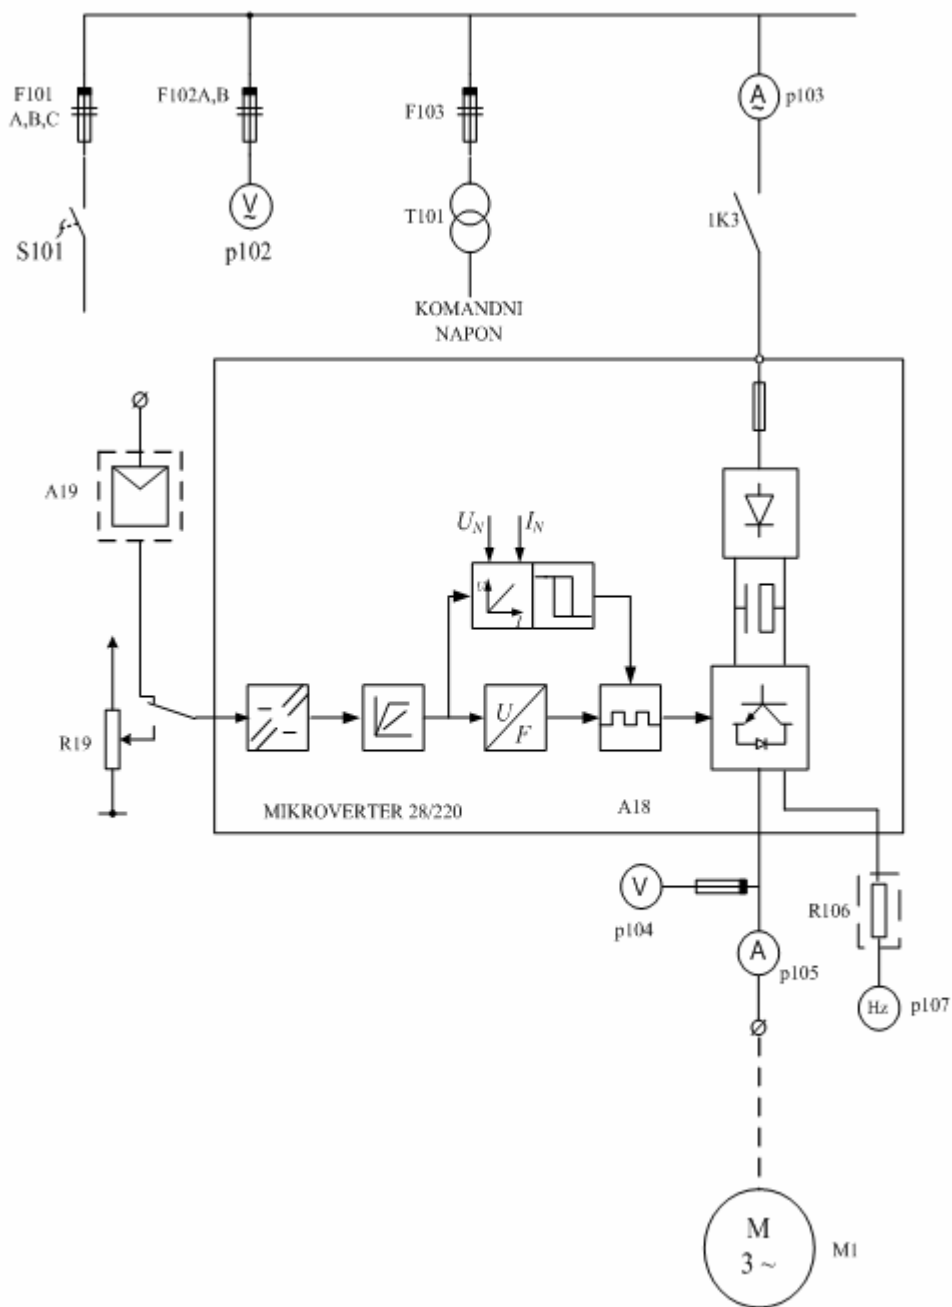 F101
A,B,C
F102A,B
F103
A
~
p103
V
~
p102
S101
T101
1K3
KOMANDNI
NAPON
A19
U_N
I_N
R19
U
F
MIKROVERTER 28/220
A18
V
p104
R106
A
p105
Hz
p107
M
3 ~
M1